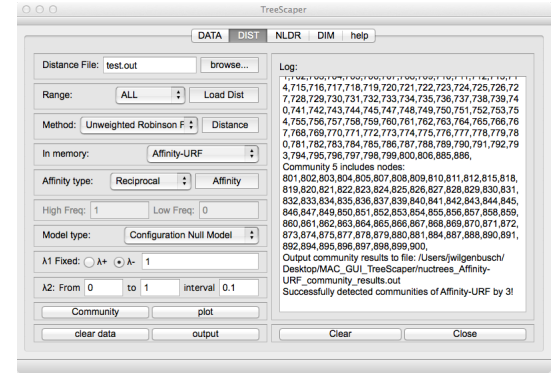 TreeScaper
DATA DIST NLDR DIM help
Distance File: test.out browse...
Range: ALL Load Dist
Method: Unweighted Robinson F Distance
In memory: Affinity-URF
Affinity type: Reciprocal Affinity
High Freq: 1 Low Freq: 0
Model type: Configuration Null Model
λ1 Fixed: λ+ λ- 1
λ2: From 0 to 1 interval 0.1
Community plot
clear data output
Log:
4,715,716,717,718,719,720,721,722,723,724,725,726,72
7,728,729,730,731,732,733,734,735,736,737,738,739,74
0,741,742,743,744,745,746,747,748,749,750,751,752,753,75
4,755,756,757,758,759,760,761,762,763,764,765,766,76
7,768,769,770,771,772,773,774,775,776,777,778,779,78
0,781,782,783,784,785,786,787,788,789,790,791,792,79
3,794,795,796,797,798,799,800,806,885,886,
Community 5 includes nodes:
801,802,803,804,805,807,808,809,810,811,812,815,818,
819,820,821,822,823,824,825,826,827,828,829,830,831,
832,833,834,835,836,837,839,840,841,842,843,844,845,
846,847,849,850,851,852,853,854,855,856,857,858,859,
860,861,862,863,864,865,866,867,868,869,870,871,872,
873,874,875,877,878,879,880,881,884,887,888,890,891,
892,894,895,896,897,898,899,900,
Output community results to file: /Users/jwilgenbusch/
Desktop/MAC_GUI_TreeScaper/nuctrees_Affinity-
URF_community_results.out
Successfully detected communities of Affinity-URF by 3!
Clear Close